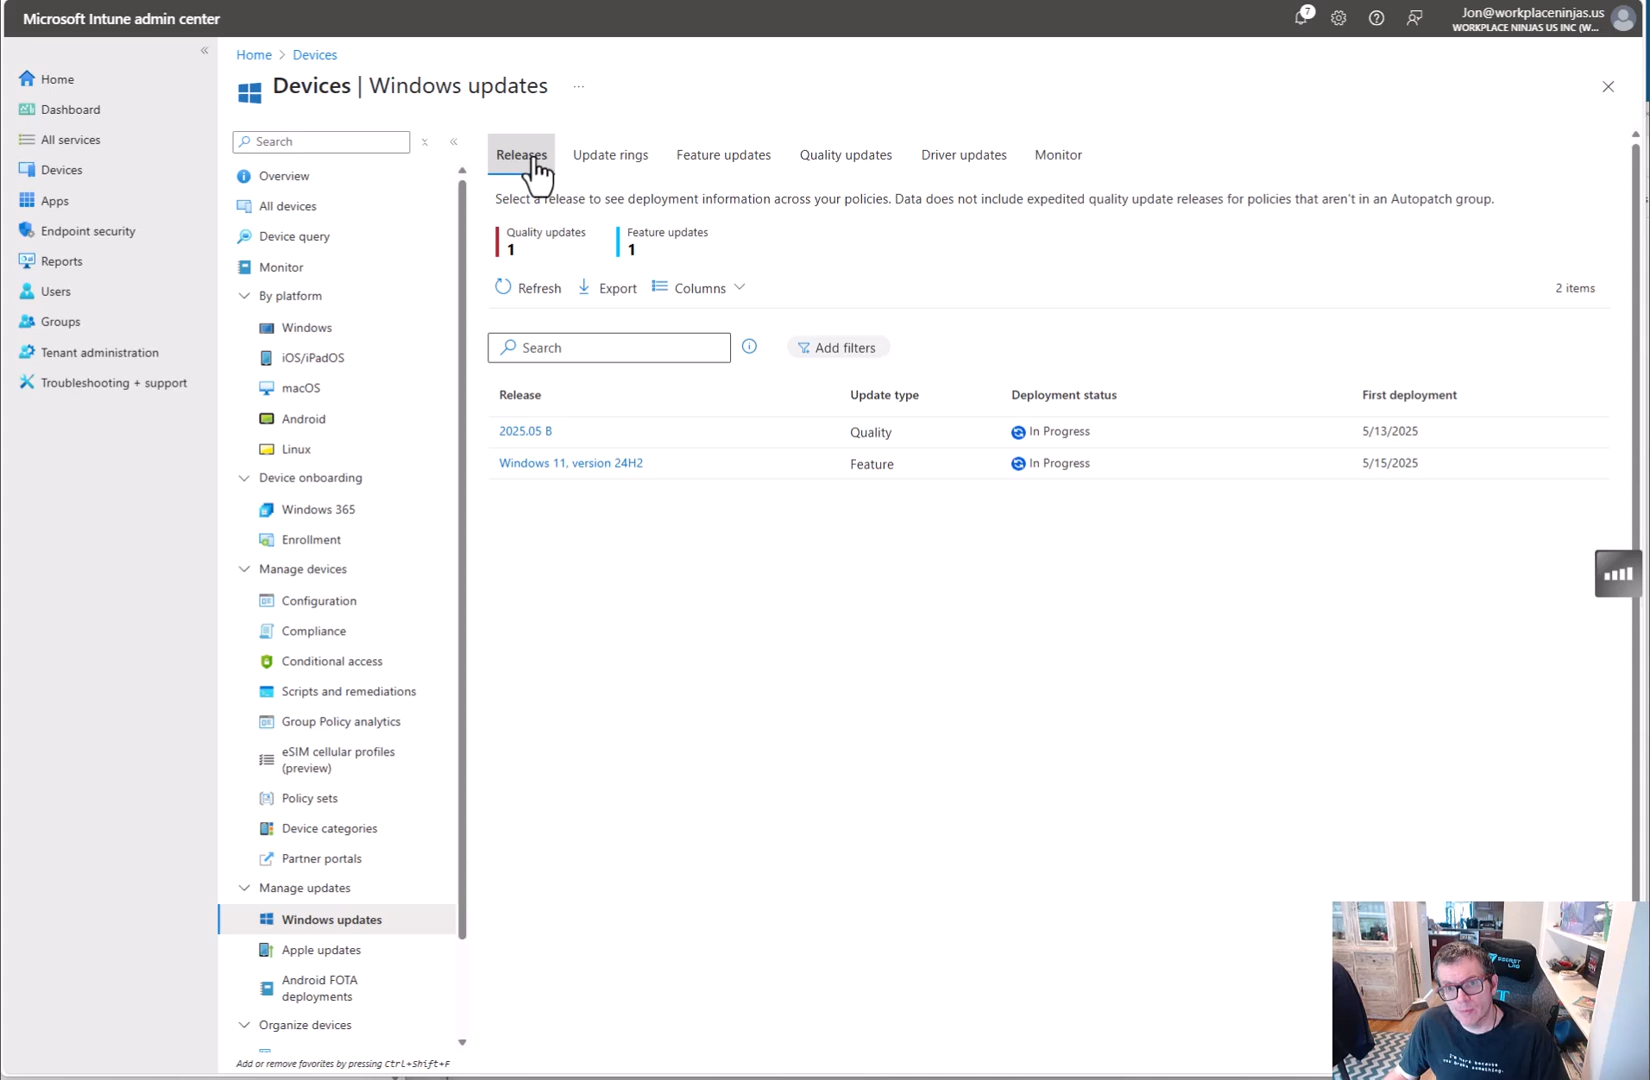 Microsoft Intune admin center
7
Jon@workplaceninjas.us
WORKPLACE NINJAS US INC (W...
Home
Dashboard
All services
Devices
Apps
Endpoint security
Reports
Users
Groups
Tenant administration
Troubleshooting + support
Home > Devices
Devices | Windows updates
...
Search
Overview
All devices
Device query
Monitor
By platform
Windows
iOS/iPadOS
macOS
Android
Linux
Device onboarding
Windows 365
Enrollment
Manage devices
Configuration
Compliance
Conditional access
Scripts and remediations
Group Policy analytics
eSIM cellular profiles
(preview)
Policy sets
Device categories
Partner portals
Manage updates
Windows updates
Apple updates
Android FOTA
deployments
Organize devices
Add or remove favorites by pressing Ctrl+Shift+F
Releases Update rings Feature updates Quality updates Driver updates Monitor
Select a release to see deployment information across your policies. Data does not include expedited quality update releases for policies that aren't in an Autopatch group.
Quality updates
1
Feature updates
1
Refresh Export Columns 2 items
Search Add filters
Release Update type Deployment status First deployment
2025.05 B Quality In Progress 5/13/2025
Windows 11, version 24H2 Feature In Progress 5/15/2025